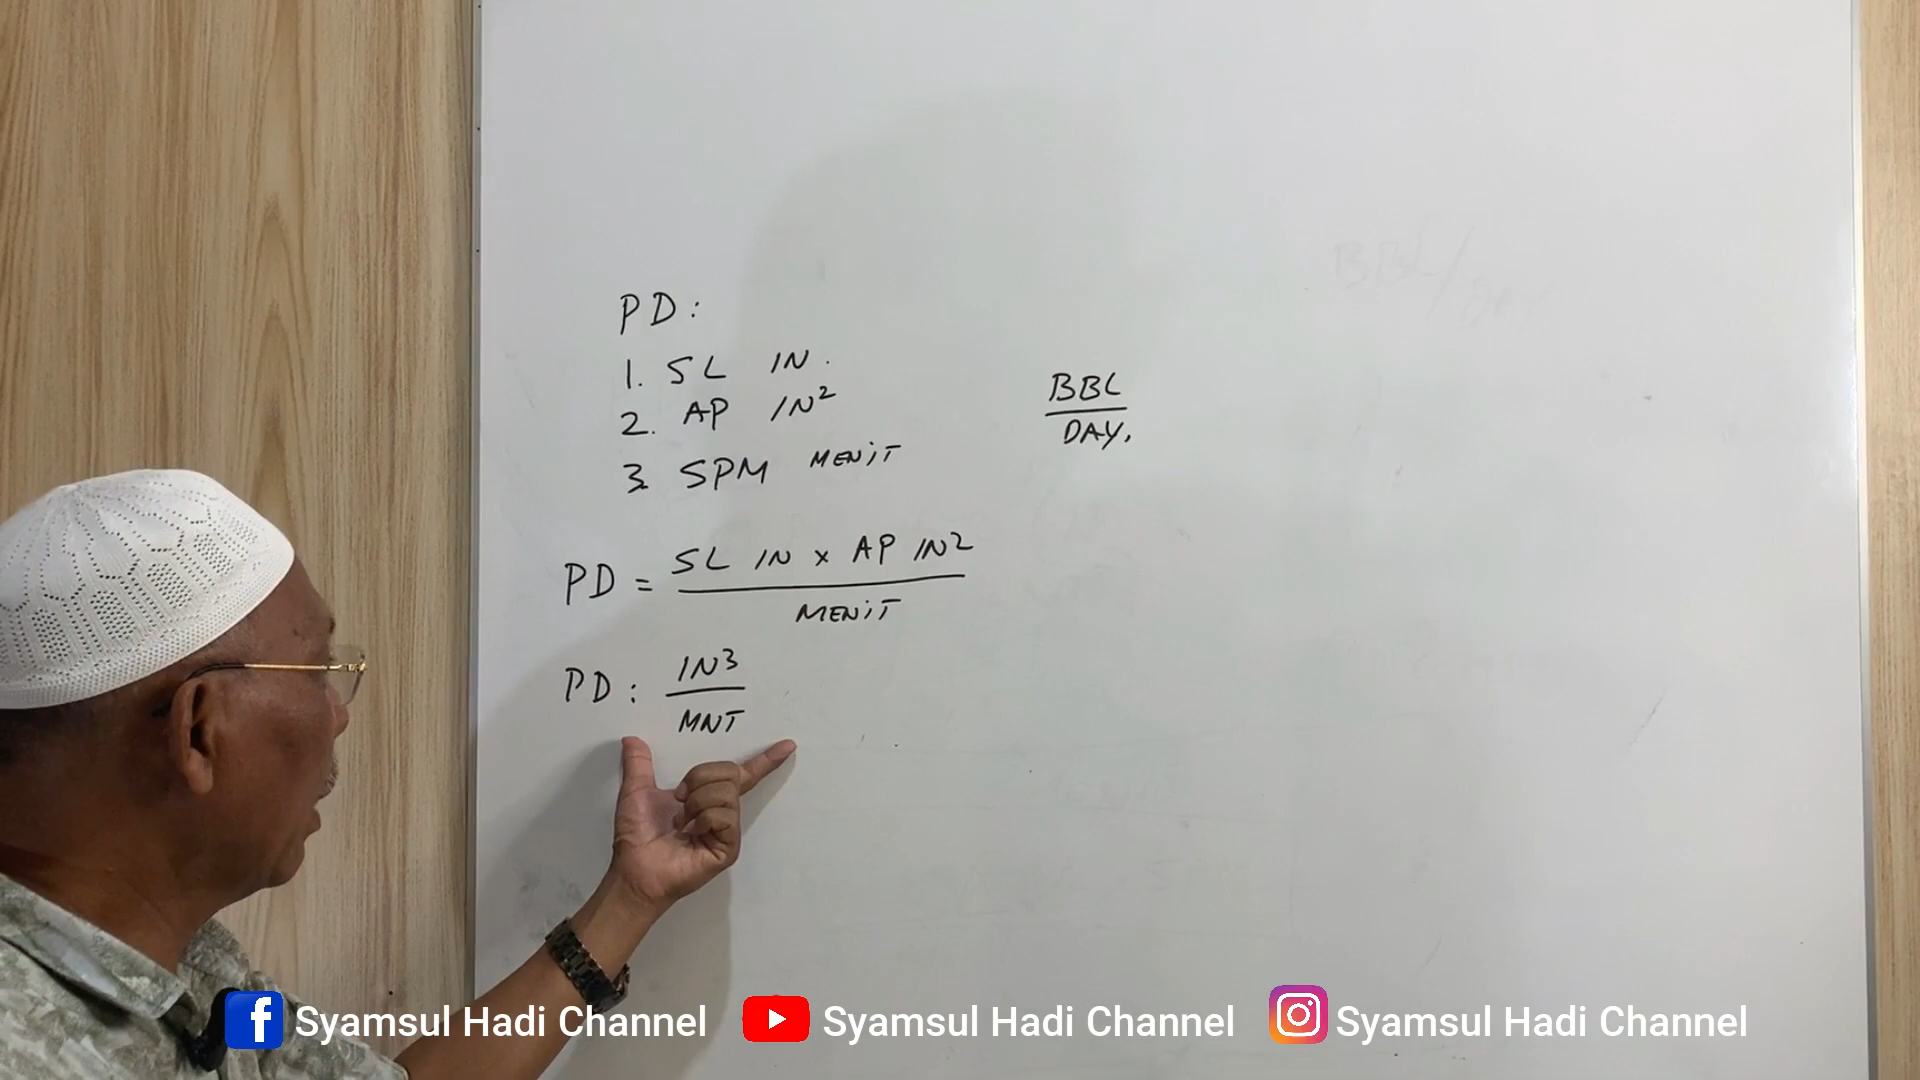 PD:
1. SL IN.
2. AP IN²
3. SPM MENiT
BBL
DAY,
PD = SL IN x AP IN2
MENiT
PD: IN3
MNT
BBL/
Syamsul Hadi Channel
Syamsul Hadi Channel
Syamsul Hadi Channel